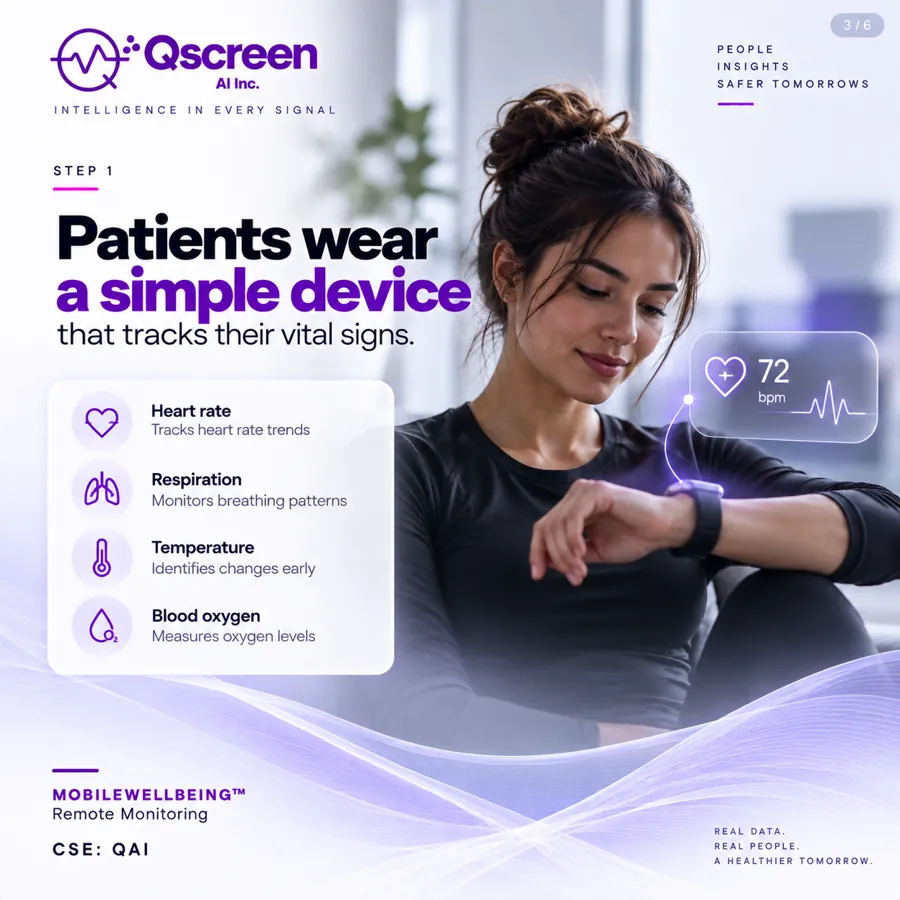 3 / 6
Qscreen
AI Inc.
INTELLIGENCE IN EVERY SIGNAL
PEOPLE
INSIGHTS
SAFER TOMORROWS
STEP 1
Patients wear
a simple device
that tracks their vital signs.
Heart rate
Tracks heart rate trends
Respiration
Monitors breathing patterns
Temperature
Identifies changes early
Blood oxygen
Measures oxygen levels
O2
72
bpm
MOBILEWELLBEING™
Remote Monitoring
CSE: QAI
REAL DATA.
REAL PEOPLE.
A HEALTHIER TOMORROW.